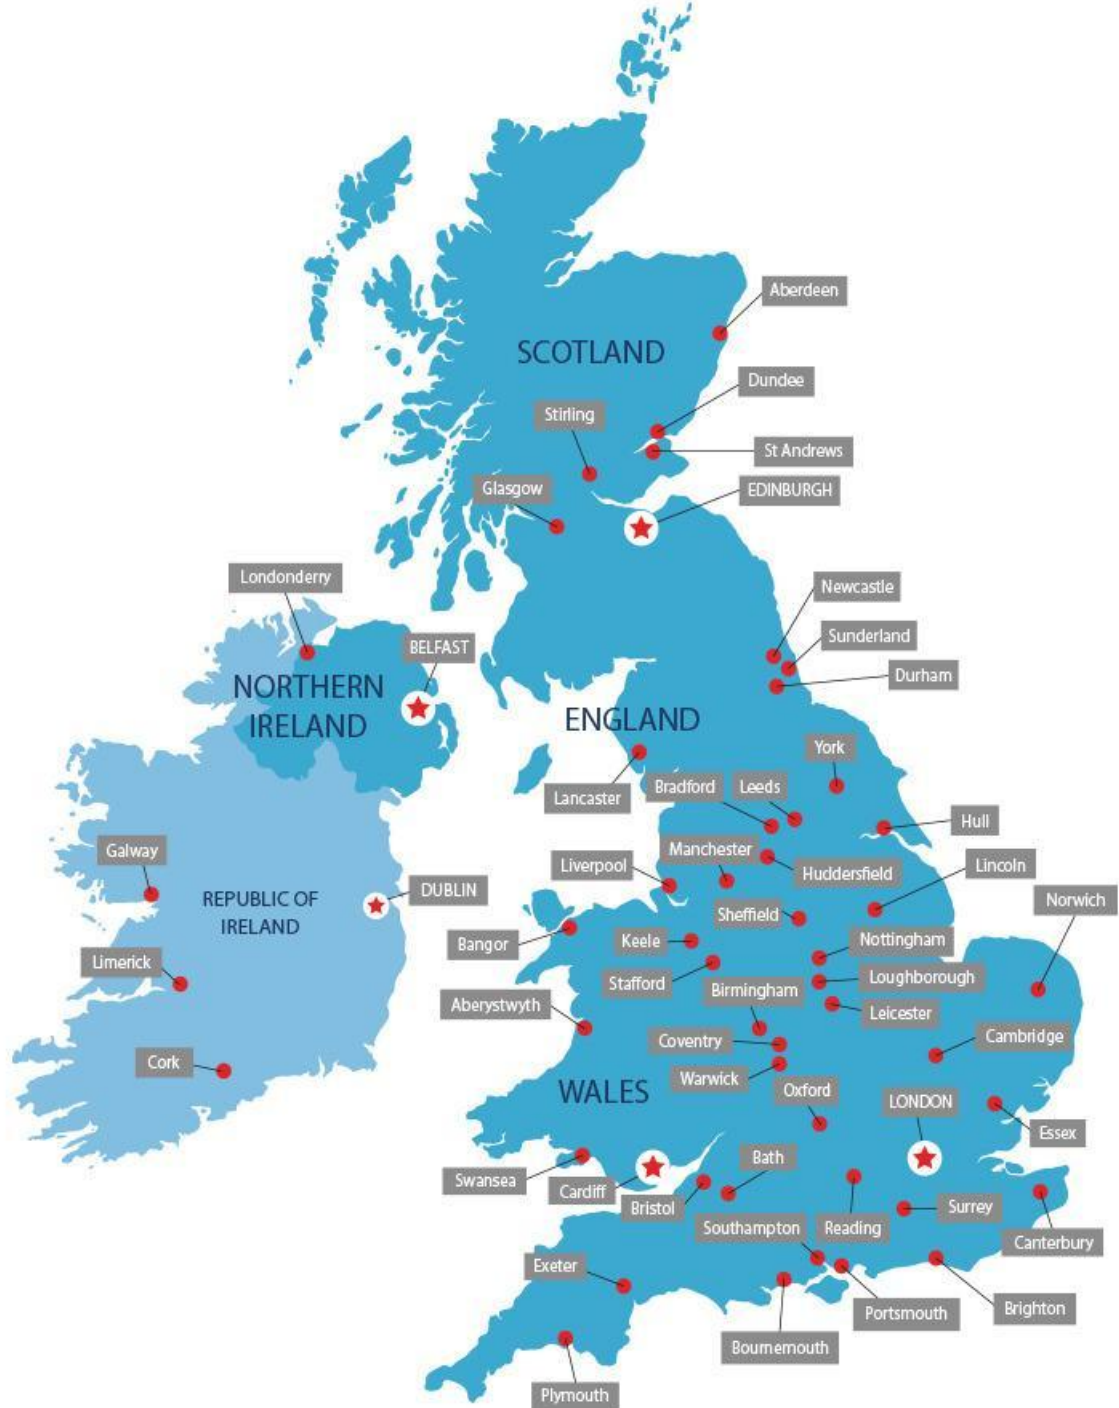 Aberdeen
SCOTLAND
Dundee
Stirling
St Andrews
Glasgow
EDINBURGH
Londonderry
Newcastle
Sunderland
BELFAST
Durham
NORTHERN
IRELAND
ENGLAND
York
Bradford
Leeds
Lancaster
Hull
Galway
Manchester
Liverpool
Huddersfield
Lincoln
DUBLIN
REPUBLIC OF
IRELAND
Norwich
Sheffield
Bangor
Keele
Nottingham
Limerick
Stafford
Loughborough
Birmingham
Aberystwyth
Leicester
Coventry
Cambridge
Cork
Warwick
Oxford
WALES
LONDON
Essex
Bath
Swansea
Cardiff
Bristol
Surrey
Southampton
Reading
Canterbury
Exeter
Portsmouth
Brighton
Bournemouth
Plymouth